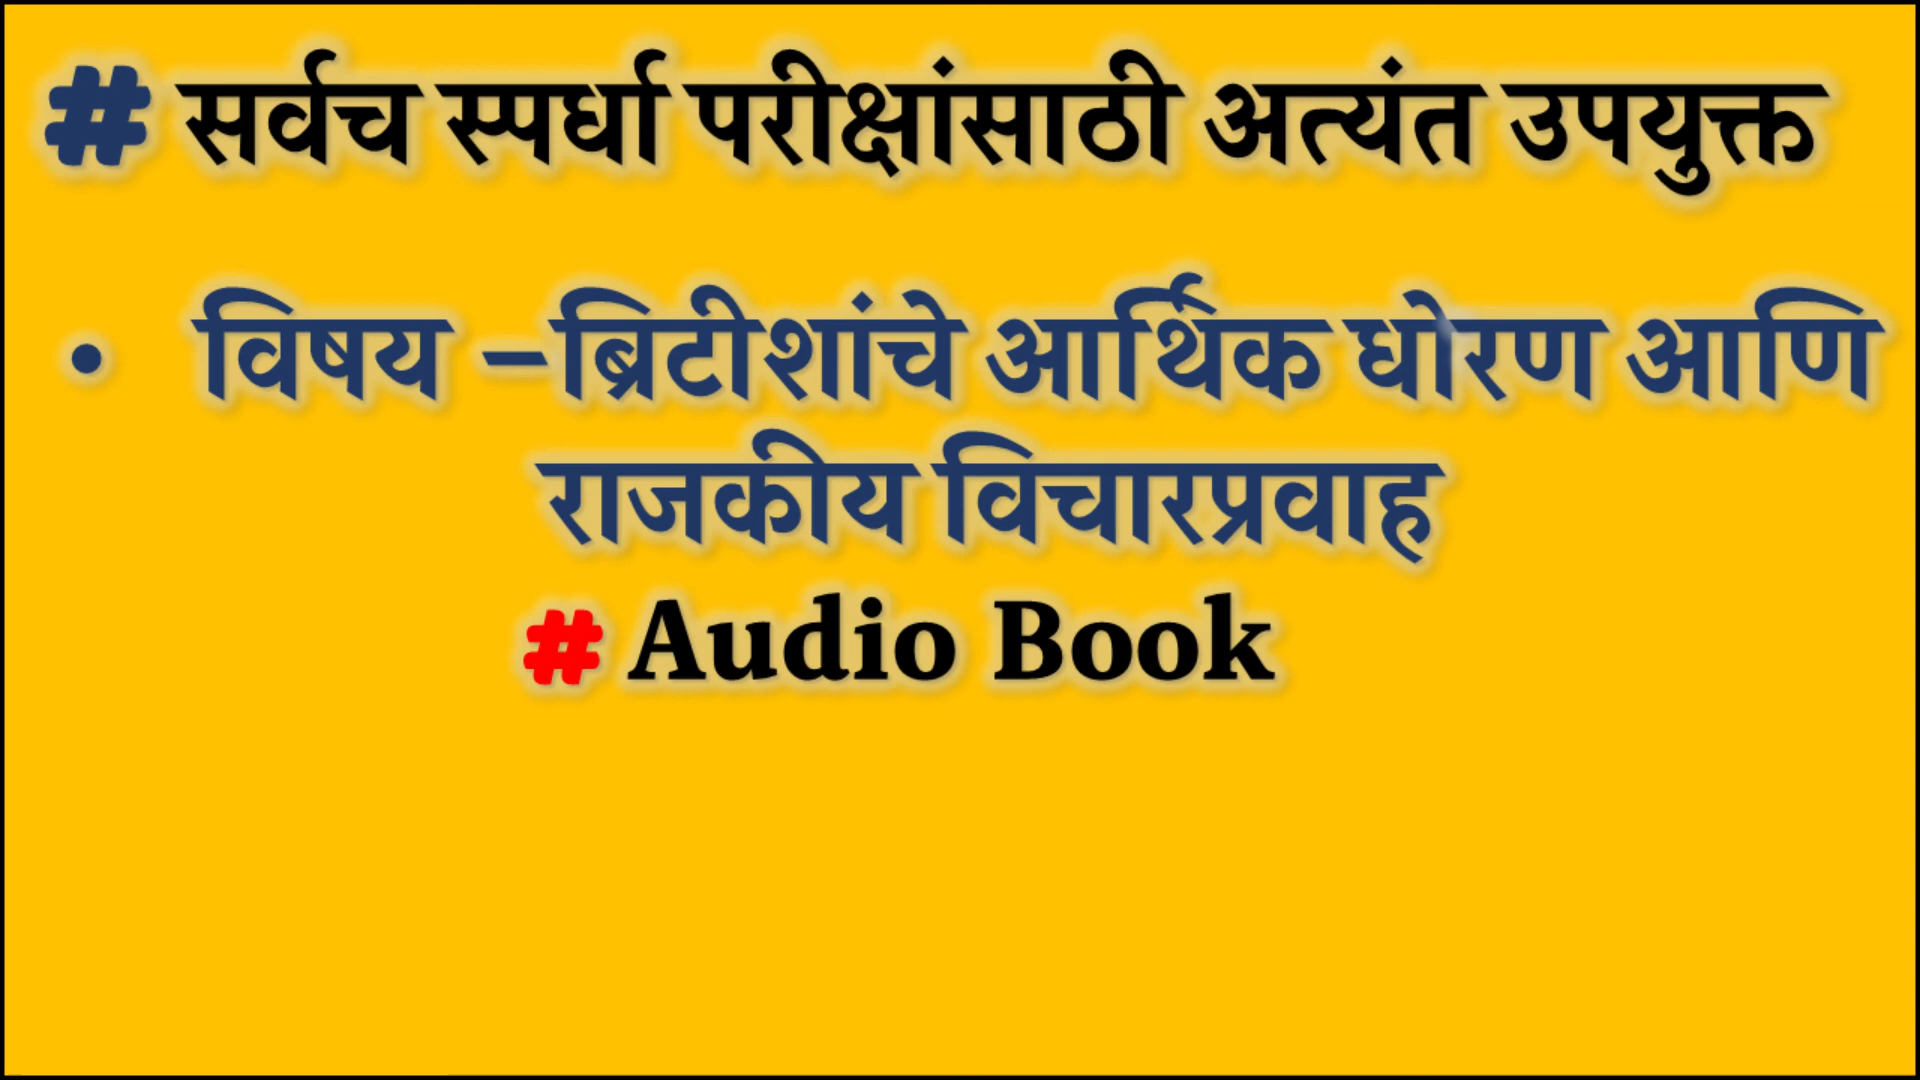 # सर्वच स्पर्धा परीक्षांसाठी अत्यंत उपयुक्त
• विषय –ब्रिटीशांचे आर्थिक धोरण आणि
राजकीय विचारप्रवाह
# Audio Book